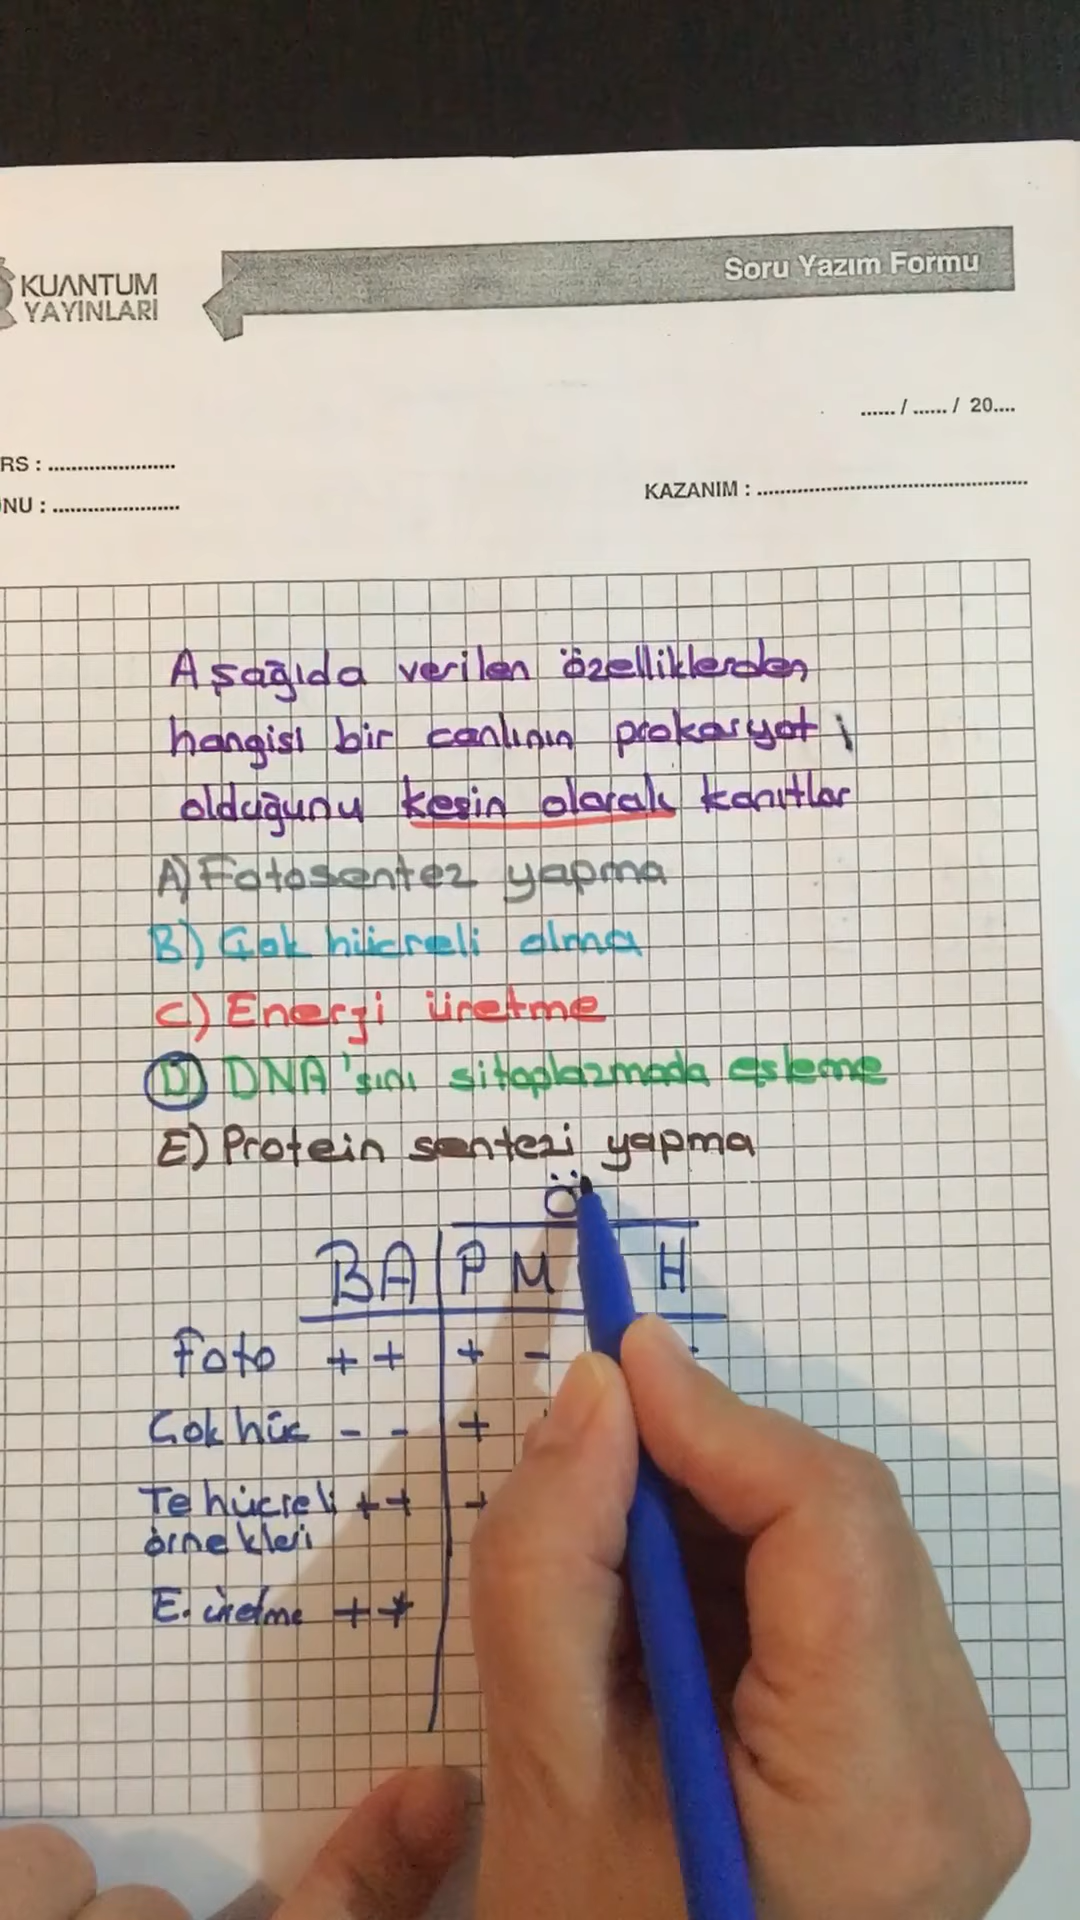 KUANTUM
YAYINLARI
Soru Yazım Formu
...... / ...... / 20....
RS : ......................
NU : ......................
KAZANIM : ..............................................
Aşağıda verilen özelliklerden
hangisi bir canlının prokaryot
olduğunu kesin olarak kanıtlar
A) Fotosentez yapma
B) Çok hücreli olma
C) Enerji üretme
D) DNA'sını sitoplazmada eşleme
E) Protein sentezi yapma
Ö
B A P M H
Foto + + + -
Çok hüc - - +
Te hücreli + + +
örnekleri
E. üretme + +